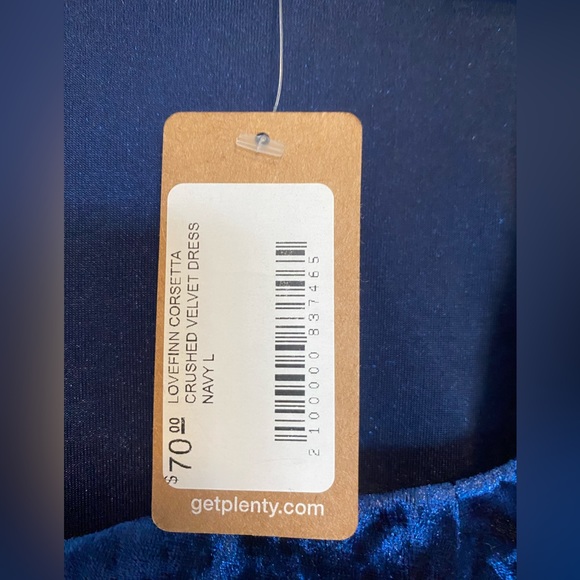 LOVEFINN CORSETTA
CRUSHED VELVET DRESS
NAVY L
$70.00
2 100000 837465
getplenty.com